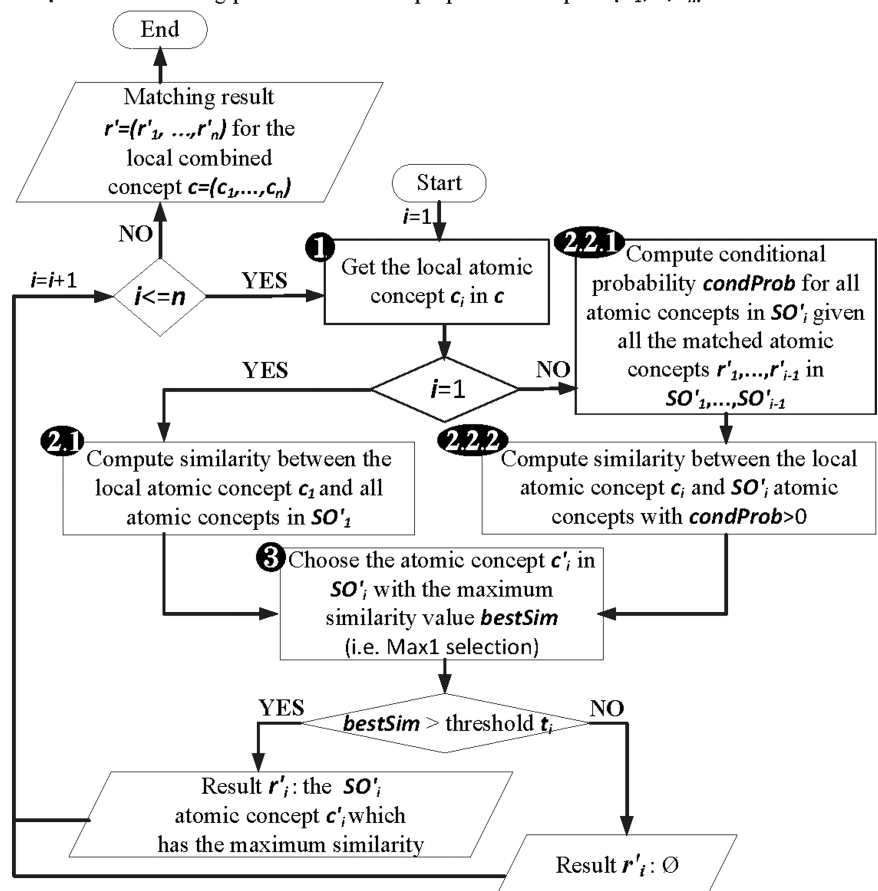 End
Matching result
r'=(r'1, ...,r'n) for the
local combined
concept c=(c1,...,cn)
Start
i=1
NO
i=i+1
i<=n
YES
1
Get the local atomic
concept ci in c
2.2.1
Compute conditional
probability condProb for all
atomic concepts in SO'i given
all the matched atomic
concepts r'1,...,r'i-1 in
SO'1,...,SO'i-1
YES
i=1
NO
2.1
Compute similarity between the
local atomic concept c1 and all
atomic concepts in SO'1
2.2.2
Compute similarity between the local
atomic concept ci and SO'i atomic
concepts with condProb>0
3
Choose the atomic concept c'i in
SO'i with the maximum
similarity value bestSim
(i.e. Max1 selection)
YES
bestSim > threshold ti
NO
Result r'i: the SO'i
atomic concept c'i which
has the maximum similarity
Result r'i: Ø